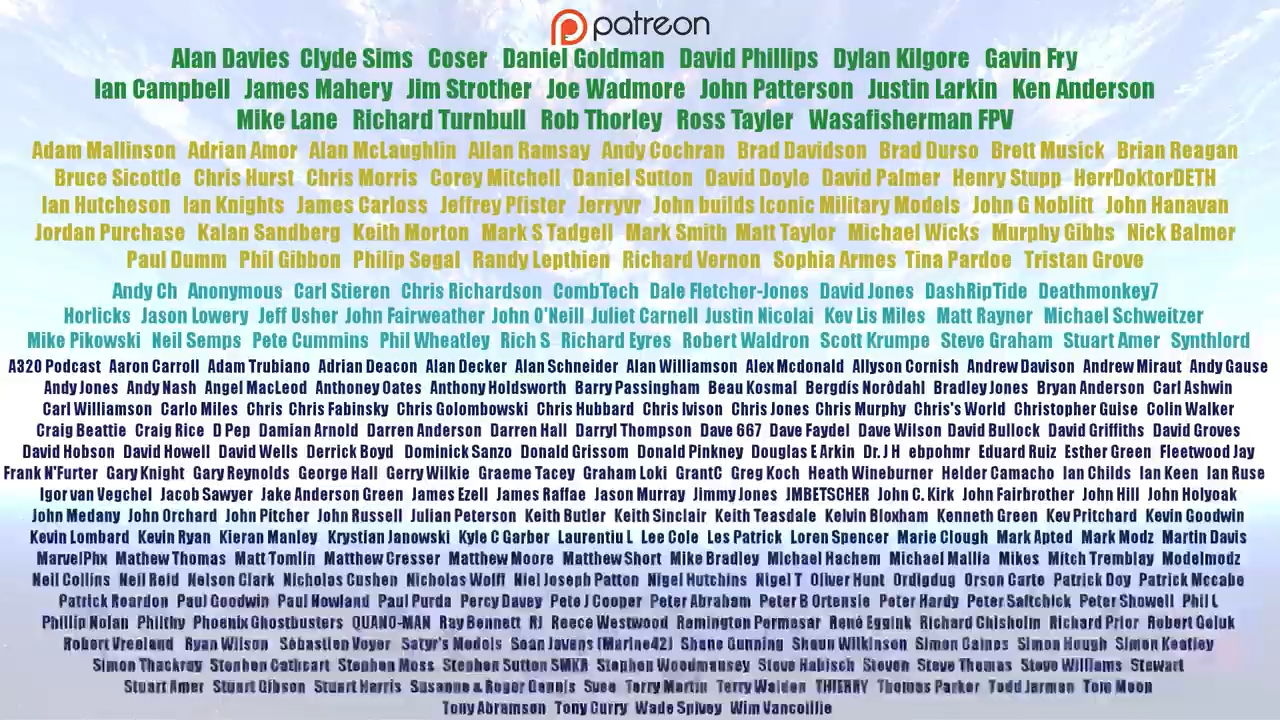 patreon
Alan Davies Clyde Sims Coser Daniel Goldman David Phillips Dylan Kilgore Gavin Fry
Ian Campbell James Mahery Jim Strother Joe Wadmore John Patterson Justin Larkin Ken Anderson
Mike Lane Richard Turnbull Rob Thorley Ross Tayler Wasafisherman FPV
Adam Mallinson Adrian Amor Alan McLaughlin Allan Ramsay Andy Cochran Brad Davidson Brad Durso Brett Musick Brian Reagan
Bruce Sicottle Chris Hurst Chris Morris Corey Mitchell Daniel Sutton David Doyle David Palmer Henry Stupp HerrDoktorDETH
Ian Hutcheson Ian Knights James Carloss Jeffrey Pfister Jerryvr John builds Iconic Military Models John G Noblitt John Hanavan
Jordan Purchase Kalan Sandberg Keith Morton Mark S Tadgell Mark Smith Matt Taylor Michael Wicks Murphy Gibbs Nick Balmer
Paul Dumm Phil Gibbon Philip Segal Randy Lepthien Richard Vernon Sophia Armes Tina Pardoe Tristan Grove
Andy Ch Anonymous Carl Stieren Chris Richardson CombTech Dale Fletcher-Jones David Jones DashRipTide Deathmonkey7
Horlicks Jason Lowery Jeff Usher John Fairweather John O'Neill Juliet Carnell Justin Nicolai Kev Lis Miles Matt Rayner Michael Schweitzer
Mike Pikowski Neil Semps Pete Cummins Phil Wheatley Rich S Richard Eyres Robert Waldron Scott Krumpe Steve Graham Stuart Amer Synthlord
A320 Podcast Aaron Carroll Adam Trubiano Adrian Deacon Alan Decker Alan Schneider Alan Williamson Alex Mcdonald Allyson Cornish Andrew Davison Andrew Miraut Andy Gause
Andy Jones Andy Nash Angel MacLeod Anthoney Oates Anthony Holdsworth Barry Passingham Beau Kosmal Bergdís Norðdahl Bradley Jones Bryan Anderson Carl Ashwin
Carl Williamson Carlo Miles Chris Chris Fabinsky Chris Golombowski Chris Hubbard Chris Ivison Chris Jones Chris Murphy Chris's World Christopher Guise Colin Walker
Craig Beattie Craig Rice D Pep Damian Arnold Darren Anderson Darren Hall Darryl Thompson Dave 667 Dave Faydel Dave Wilson David Bullock David Griffiths David Groves
David Hobson David Howell David Wells Derrick Boyd Dominick Sanzo Donald Grissom Donald Pinkney Douglas E Arkin Dr. J H ebpohmr Eduard Ruiz Esther Green Fleetwood Jay
Frank N'Furter Gary Knight Gary Reynolds George Hall Gerry Wilkie Graeme Tacey Graham Loki GrantC Greg Koch Heath Wineburner Helder Camacho Ian Childs Ian Keen Ian Ruse
Igor van Vegchel Jacob Sawyer Jake Anderson Green James Ezell James Raffae Jason Murray Jimmy Jones JMBETSCHER John C. Kirk John Fairbrother John Hill John Holyoak
John Medany John Orchard John Pitcher John Russell Julian Peterson Keith Butler Keith Sinclair Keith Teasdale Kelvin Bloxham Kenneth Green Kev Pritchard Kevin Goodwin
Kevin Lombard Kevin Ryan Kieran Manley Krystian Janowski Kyle C Garber Laurentiu L Lee Cole Les Patrick Loren Spencer Marie Clough Mark Apted Mark Modz Martin Davis
MarvelPhx Mathew Thomas Matt Tomlin Matthew Cresser Matthew Moore Matthew Short Mike Bradley Michael Hachem Michael Mallia Mikes Mitch Tremblay Modelmodz
Neil Collins Neil Reid Nelson Clark Nicholas Cushen Nicholas Wolff Niel Joseph Patton Nigel Hutchins Nigel T Oliver Hunt Ordigdug Orson Carte Patrick Doy Patrick Mccabe
Patrick Reardon Paul Goodwin Paul Howland Paul Purda Percy Davey Pete J Cooper Peter Abraham Peter B Ortensie Peter Hardy Peter Saltchick Peter Showell Phil L
Phillip Nolan Philthy Phoenix Ghostbusters QUANO-MAN Ray Bennett RJ Reece Westwood Remington Permesar René Eggink Richard Chisholm Richard Prior Robert Geluk
Robert Vreeland Ryan Wilson Sébastien Voyer Satyr's Models Sean Javens (Marine42) Shane Gunning Shaun Wilkinson Simon Gaines Simon Hough Simon Keatley
Simon Thackray Stephen Cathcart Stephen Moss Stephen Sutton SMKR Stephen Woodmansey Steve Habisch Steven Steve Thomas Steve Williams Stewart
Stuart Amer Stuart Gibson Stuart Harris Susanne & Roger Dennis Svee Terry Martin Terry Walden THIERRY Thomas Parker Todd Jarman Tom Moon
Tony Abramson Tony Curry Wade Spivey Wim Vancoillie